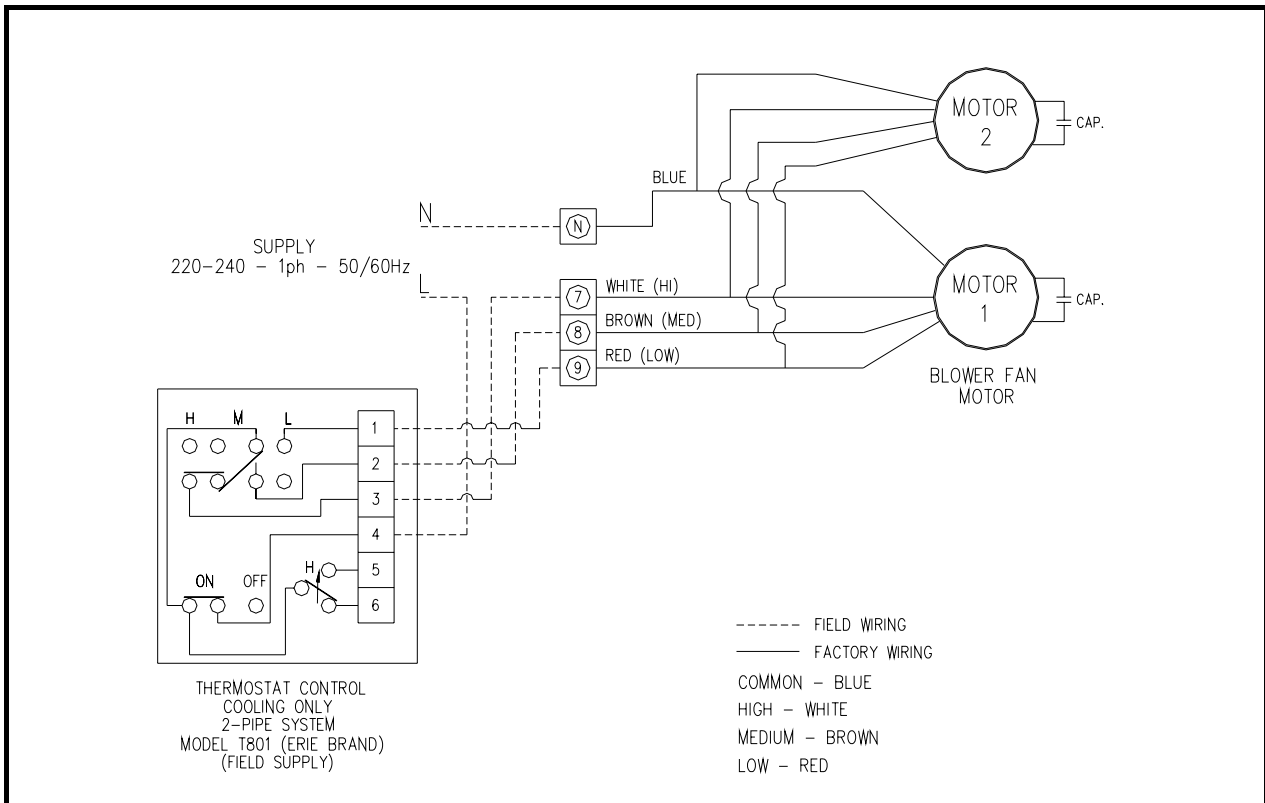 MOTOR
2
CAP.
BLUE
N
N
SUPPLY
220-240 - 1ph - 50/60Hz
L
7
WHITE (HI)
8
BROWN (MED)
9
RED (LOW)
MOTOR
1
CAP.
BLOWER FAN
MOTOR
H M L
1
2
3
4
5
6
ON OFF
H
THERMOSTAT CONTROL
COOLING ONLY
2-PIPE SYSTEM
MODEL T801 (ERIE BRAND)
(FIELD SUPPLY)
FIELD WIRING
FACTORY WIRING
COMMON - BLUE
HIGH - WHITE
MEDIUM - BROWN
LOW - RED